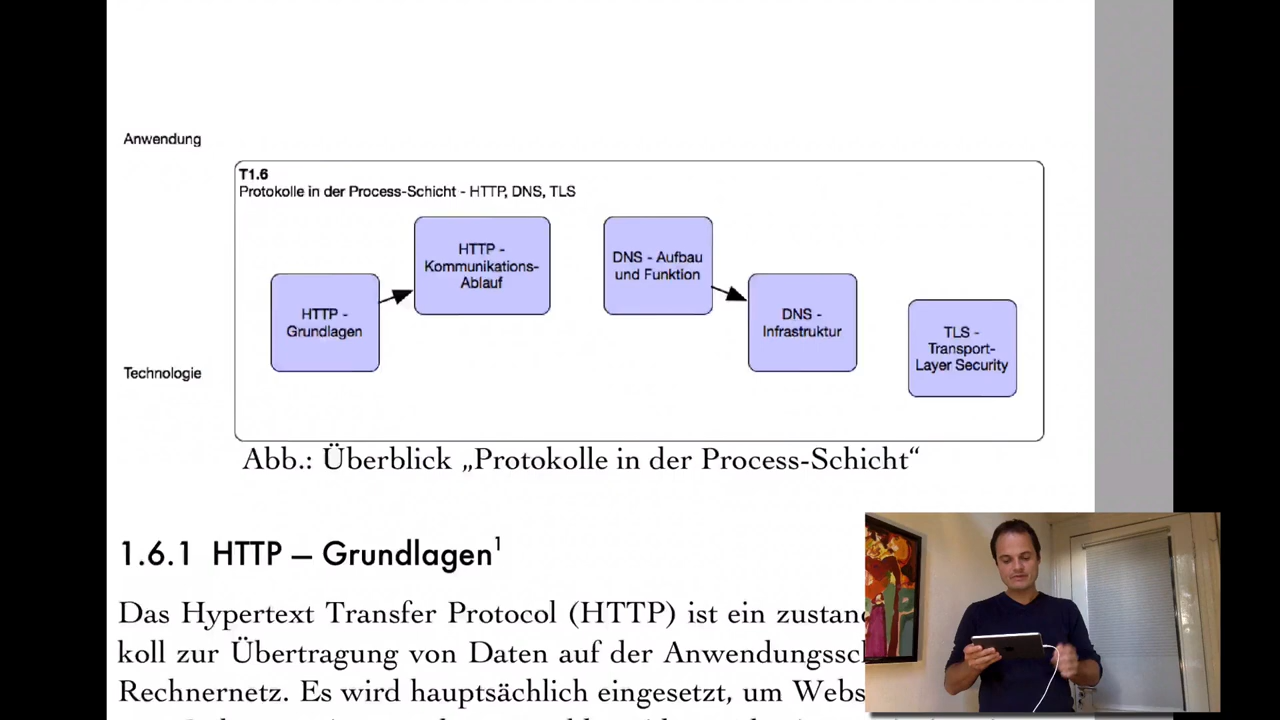 Anwendung
T1.6
Protokolle in der Process-Schicht - HTTP, DNS, TLS
HTTP -
Kommunikations-
Ablauf
DNS - Aufbau
und Funktion
HTTP -
Grundlagen
DNS -
Infrastruktur
TLS -
Transport-
Layer Security
Technologie
Abb.: Überblick „Protokolle in der Process-Schicht“
1.6.1 HTTP – Grundlagen1
Das Hypertext Transfer Protocol (HTTP) ist ein
koll zur Übertragung von Daten auf der
Rechnernetz. Es wird hauptsächlich eingesetzt, um